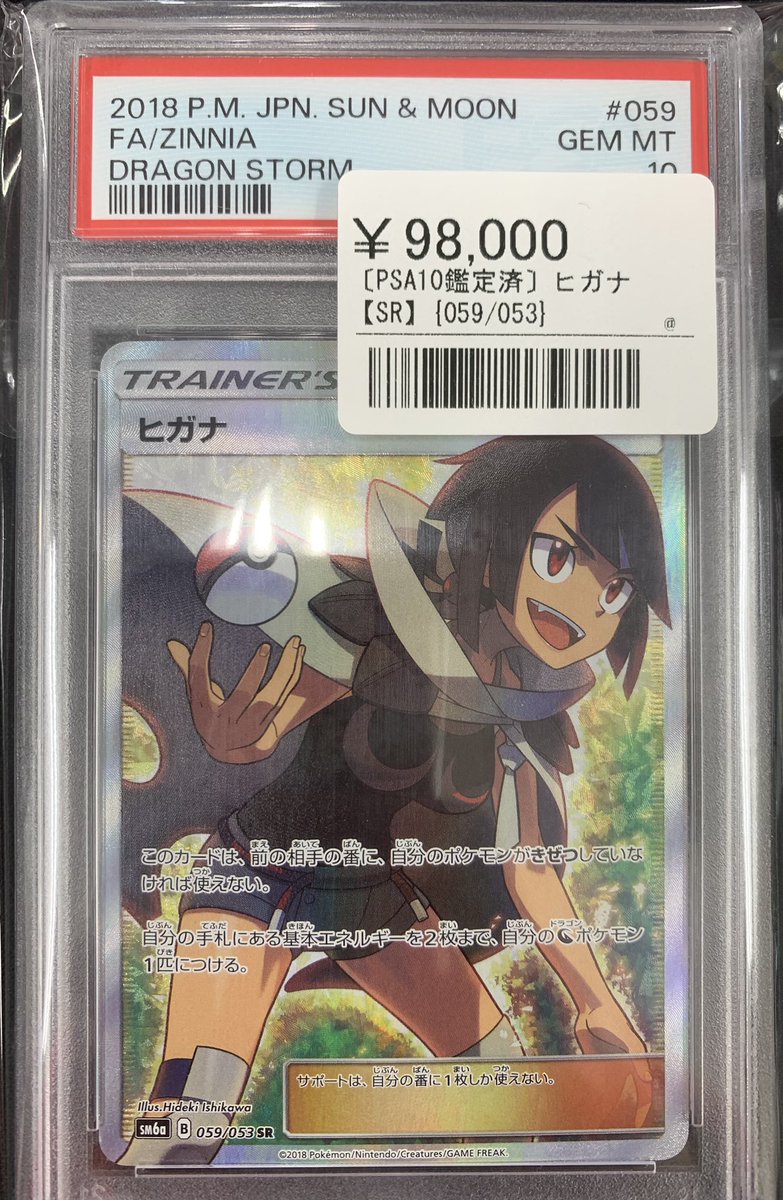 2018 P.M. JPN. SUN & MOON #059
FA/ZINNIA GEM MT
DRAGON STORM 10
￥98,000
〔PSA10鑑定済〕ヒガナ
【SR】{059/053}
@
TRAINER'S
ヒガナ
このカードは、前の相手の番に、自分のポケモンがきぜつしていな
ければ使えない。
自分の手札にある基本エネルギーを2枚まで、自分のポケモン
1匹につける。
サポートは、自分の番に1枚しか使えない。
Illus.Hideki Ishikawa
sm6a B 059/053 SR
©2018 Pokémon/Nintendo/Creatures/GAME FREAK.